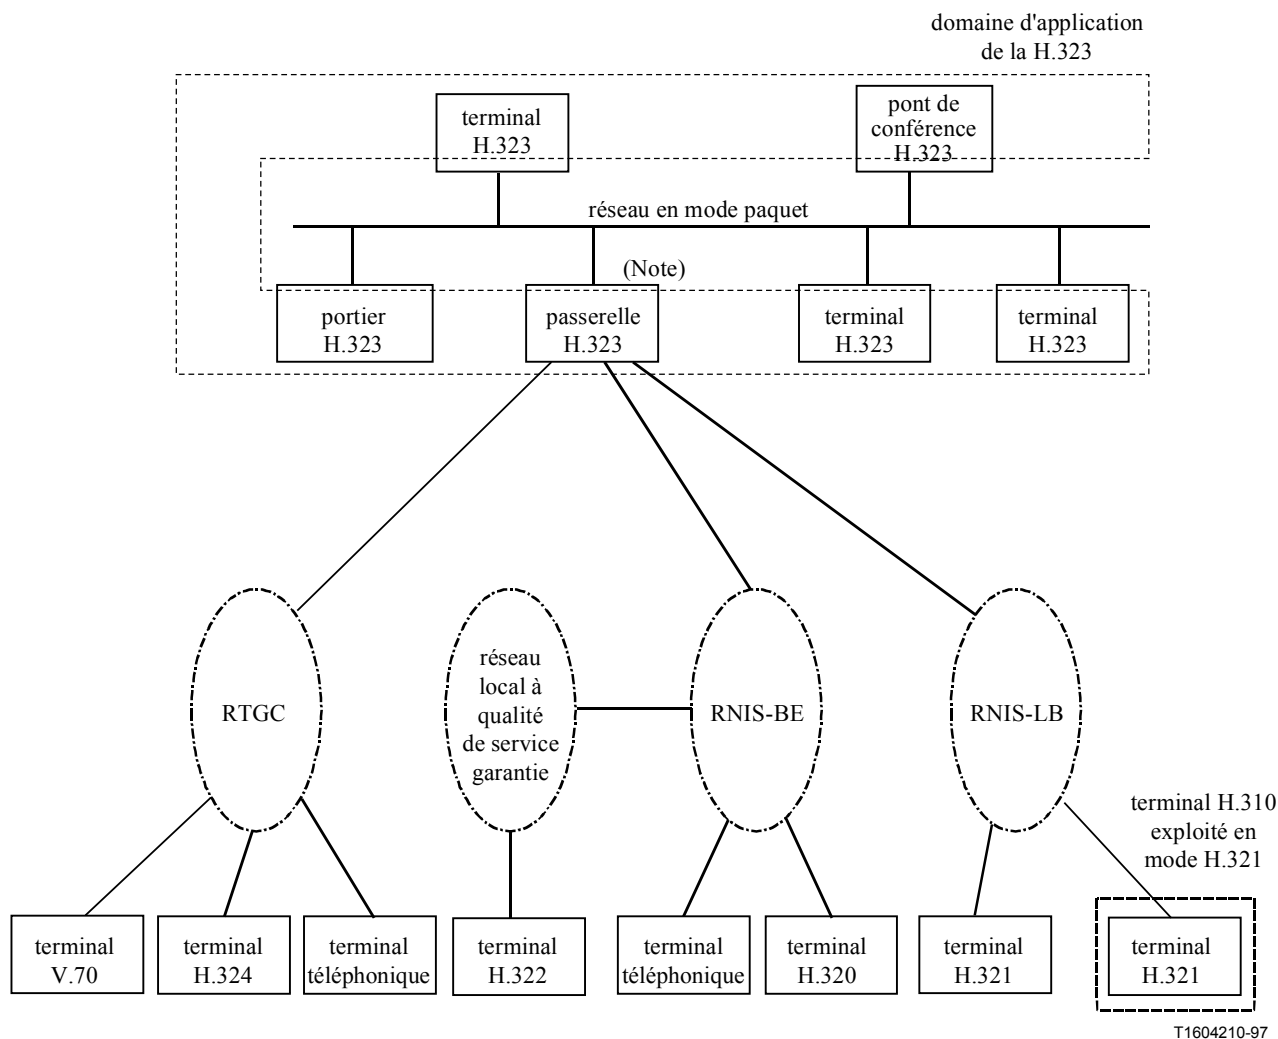 domaine d'application
de la H.323
terminal
H.323
pont de
conférence
H.323
réseau en mode paquet
(Note)
portier
H.323
passerelle
H.323
terminal
H.323
terminal
H.323
RTGC
réseau
local à
qualité
de service
garantie
RNIS-BE
RNIS-LB
terminal H.310
exploité en
mode H.321
terminal
V.70
terminal
H.324
terminal
téléphonique
terminal
H.322
terminal
téléphonique
terminal
H.320
terminal
H.321
terminal
H.321
T1604210-97